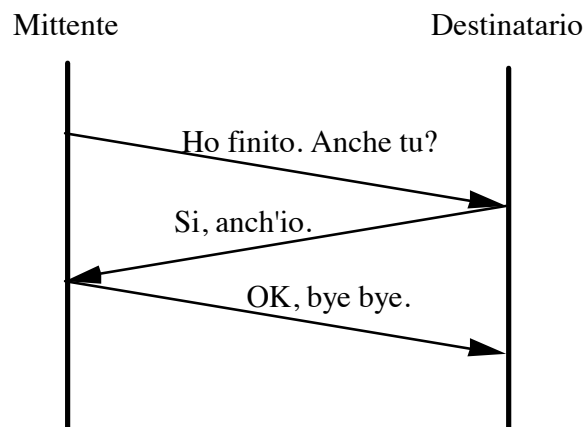 Mittente
Destinatario
Ho finito. Anche tu?
Si, anch'io.
OK, bye bye.